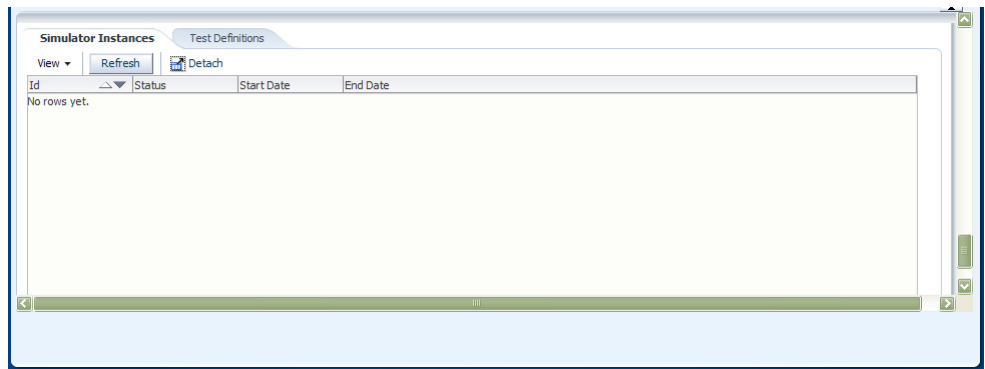 Simulator Instances Test Definitions
View Refresh Detach
Id Status Start Date End Date
No rows yet.